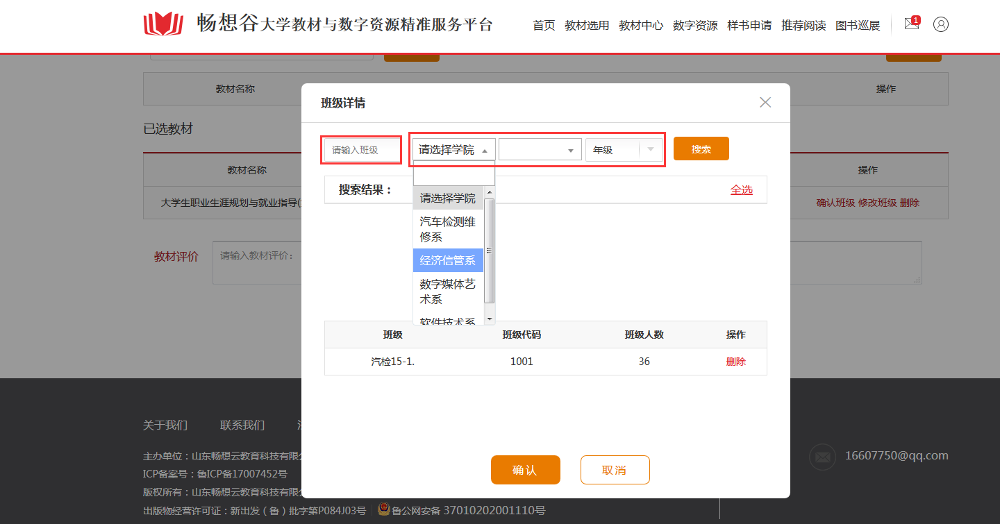 畅想谷大学教材与数字资源精准服务平台
首页 教材选用 教材中心 数字资源 样书申请 推荐阅读 图书巡展 1
教材名称 操作
班级详情
已选教材
请输入班级 请选择学院 年级 搜索
教材名称 操作
搜索结果： 全选
请选择学院
大学生职业生涯规划与就业指导( 确认班级 修改班级 删除
汽车检测维
修系
教材评价 请输入教材评价：
经济信管系
数字媒体艺
术系
软件技术系
班级 班级代码 班级人数 操作
汽检15-1. 1001 36 删除
关于我们 联系我们
主办单位：山东畅想云教育科技有限公
16607750@qq.com
确认 取消
ICP备案号：鲁ICP备17007452号
版权所有：山东畅想云教育科技有限公
出版物经营许可证：新出发（鲁）批字第P084J03号 鲁公网安备 37010202001110号